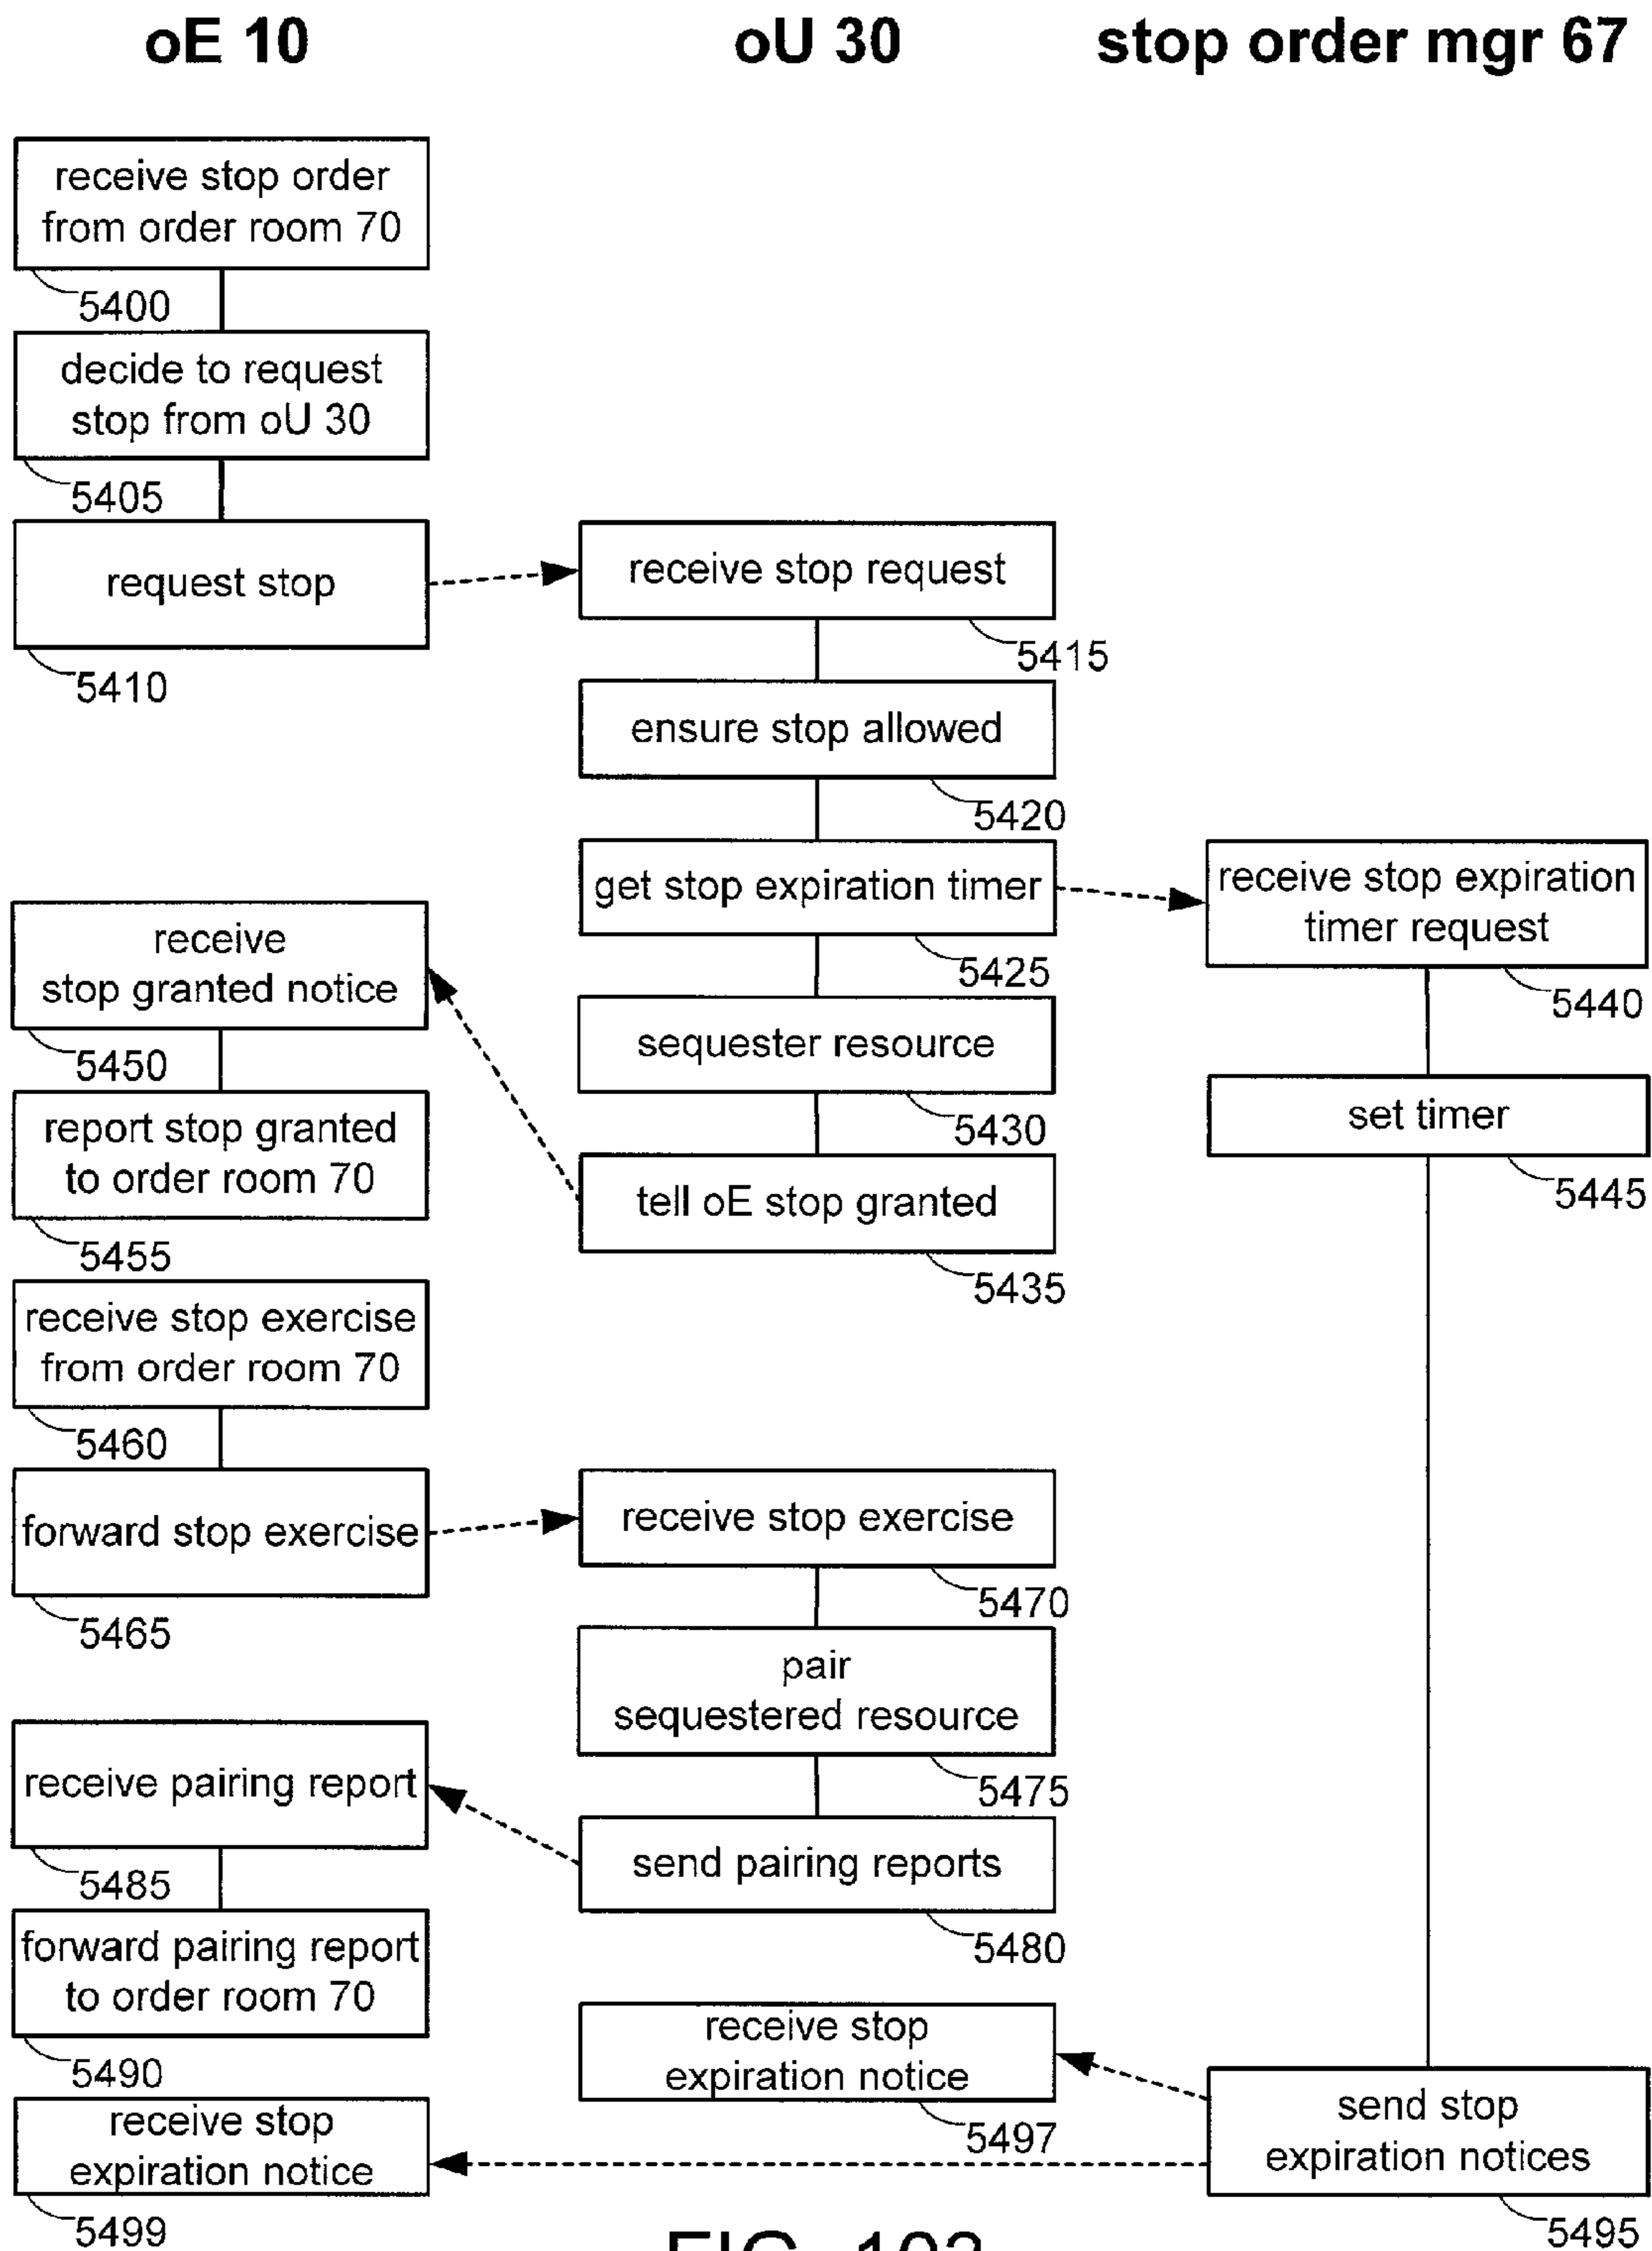 oE 10
oU 30
stop order mgr 67
receive stop order
from order room 70
5400
decide to request
stop from oU 30
5405
request stop
5410
receive stop request
5415
ensure stop allowed
5420
get stop expiration timer
5425
receive stop expiration
timer request
5440
sequester resource
5430
set timer
5445
tell oE stop granted
5435
receive
stop granted notice
5450
report stop granted
to order room 70
5455
receive stop exercise
from order room 70
5460
forward stop exercise
5465
receive stop exercise
5470
pair
sequestered resource
5475
send pairing reports
5480
receive pairing report
5485
forward pairing report
to order room 70
5490
send stop
expiration notices
5495
receive stop
expiration notice
5497
receive stop
expiration notice
5499